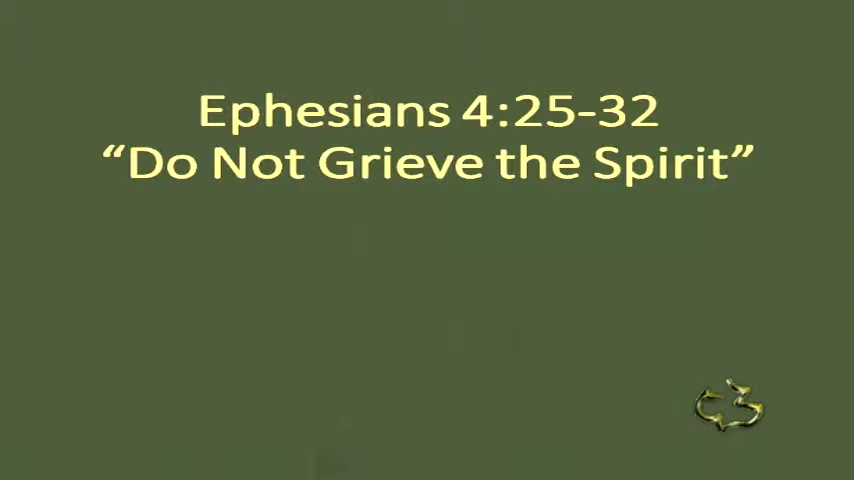 Ephesians 4:25-32
“Do Not Grieve the Spirit”